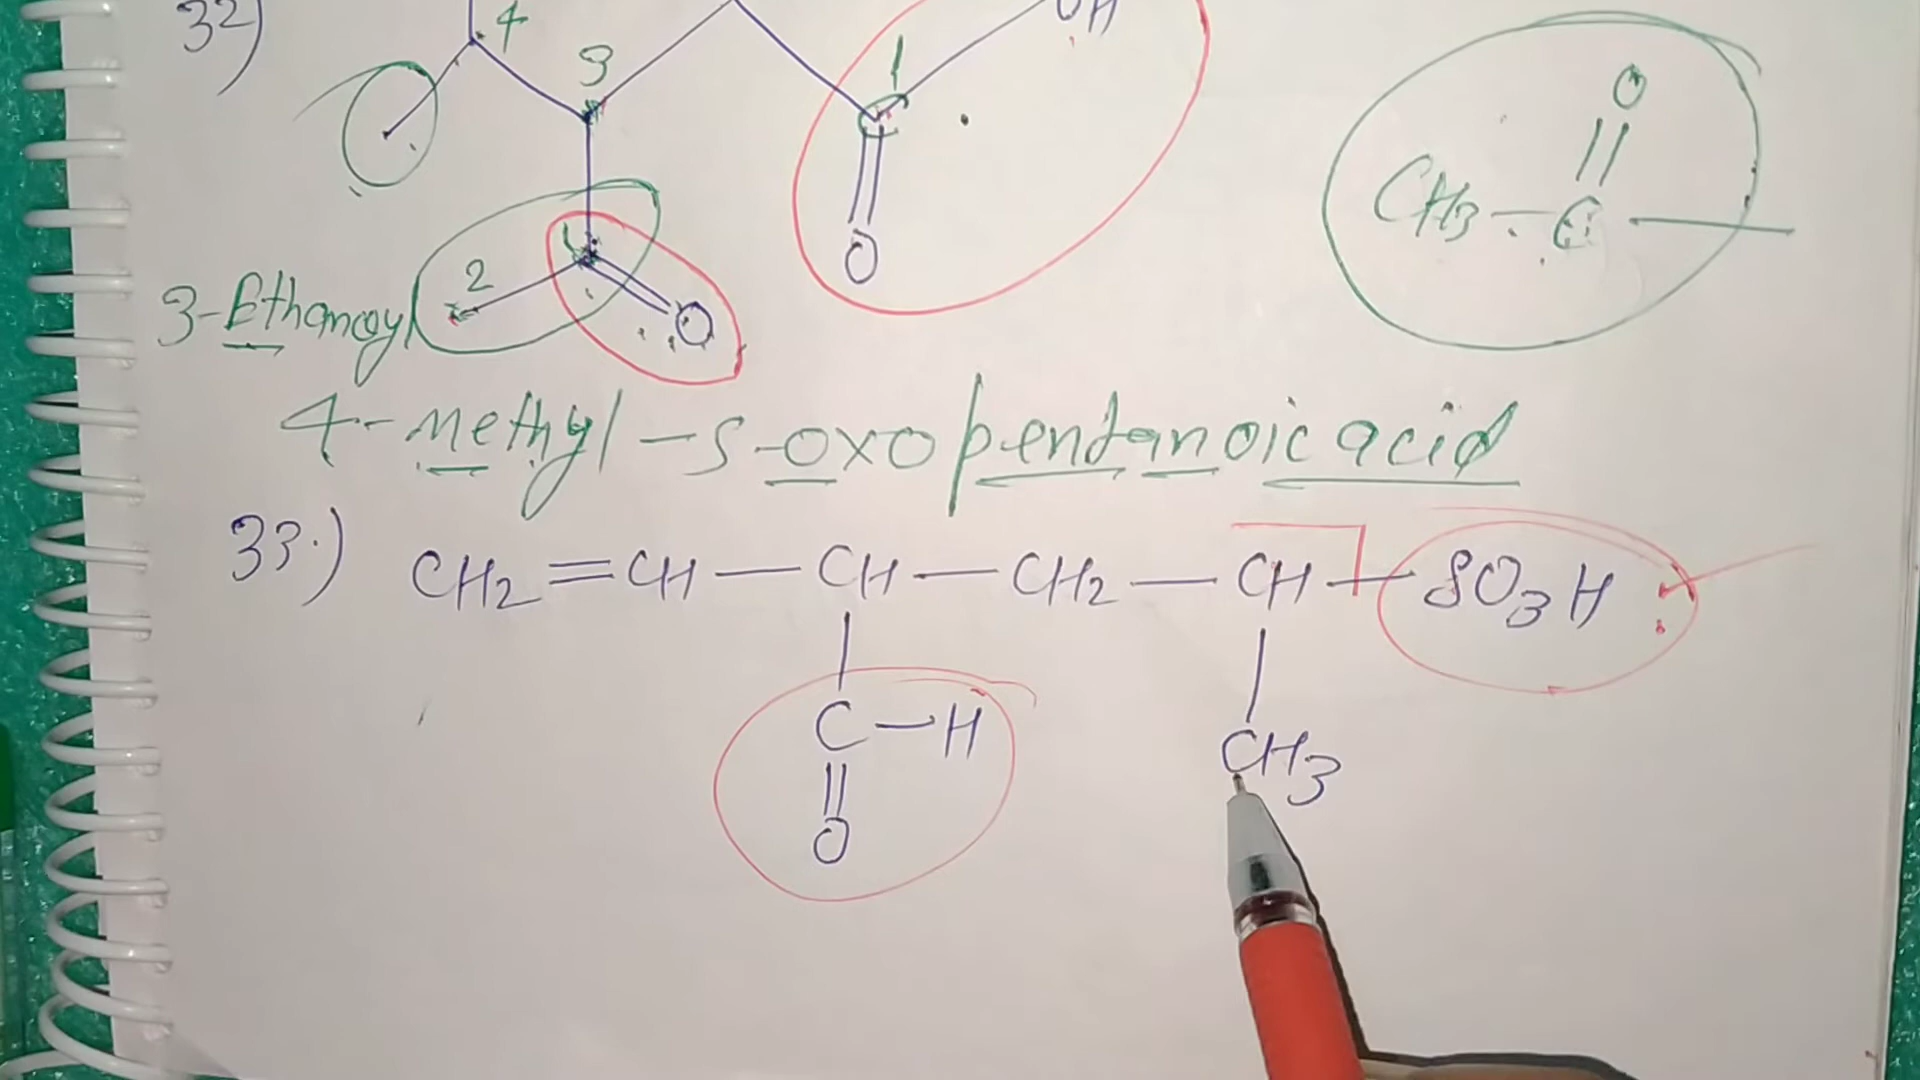 32)
4
3
1
OH
O
CH3-C
O
1
2
O
3-Ethanoyl
4-methyl-5-oxopentanoic acid
33.) CH2=CH-CH-CH2-CH-SO3H
C-H
O
CH3